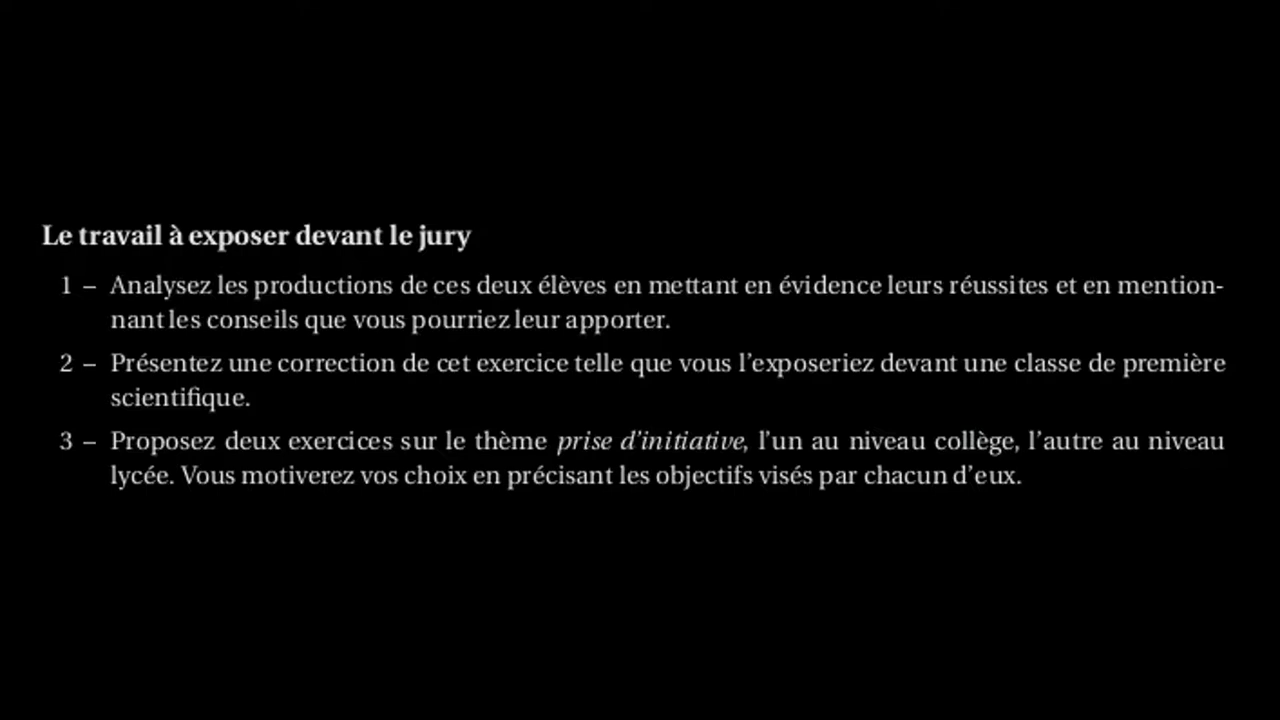 Le travail à exposer devant le jury
1 – Analysez les productions de ces deux élèves en mettant en évidence leurs réussites et en mention-
nant les conseils que vous pourriez leur apporter.
2 – Présentez une correction de cet exercice telle que vous l'exposeriez devant une classe de première
scientifique.
3 – Proposez deux exercices sur le thème prise d'initiative, l'un au niveau collège, l'autre au niveau
lycée. Vous motiverez vos choix en précisant les objectifs visés par chacun d'eux.